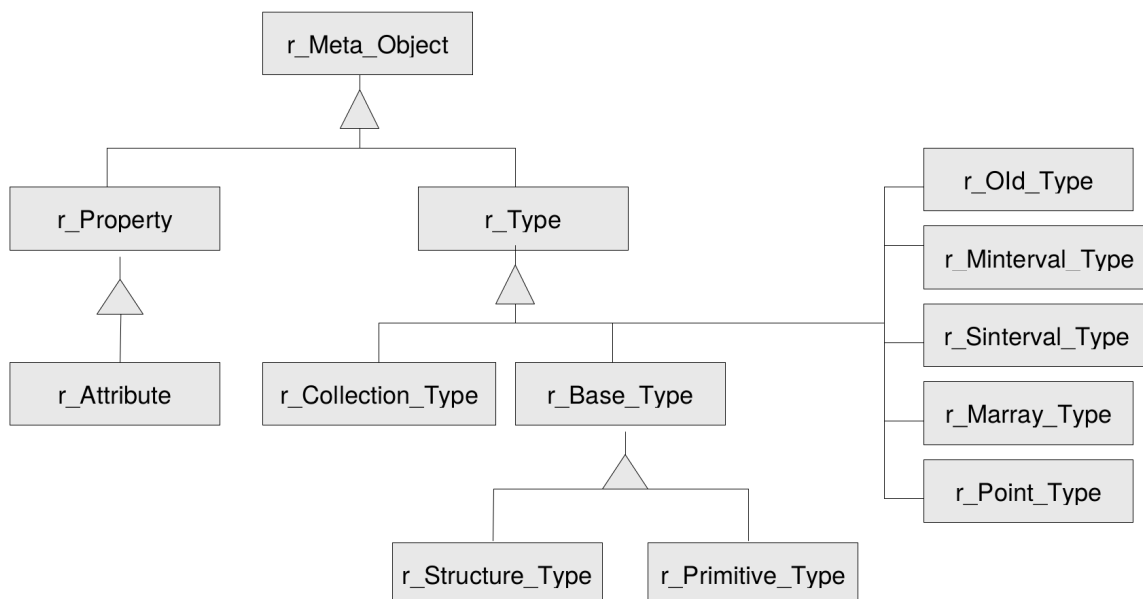 r_Meta_Object
r_Property
r_Type
r_OId_Type
r_Minterval_Type
r_Sinterval_Type
r_Attribute
r_Collection_Type
r_Base_Type
r_Marray_Type
r_Point_Type
r_Structure_Type
r_Primitive_Type